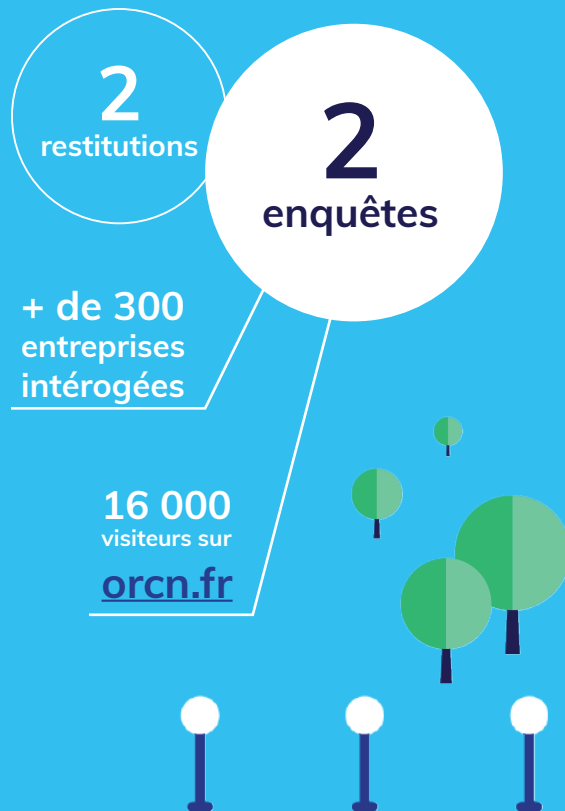 2
restitutions
2
enquêtes
+ de 300
entreprises
intérogées
16 000
visiteurs sur
orcn.fr